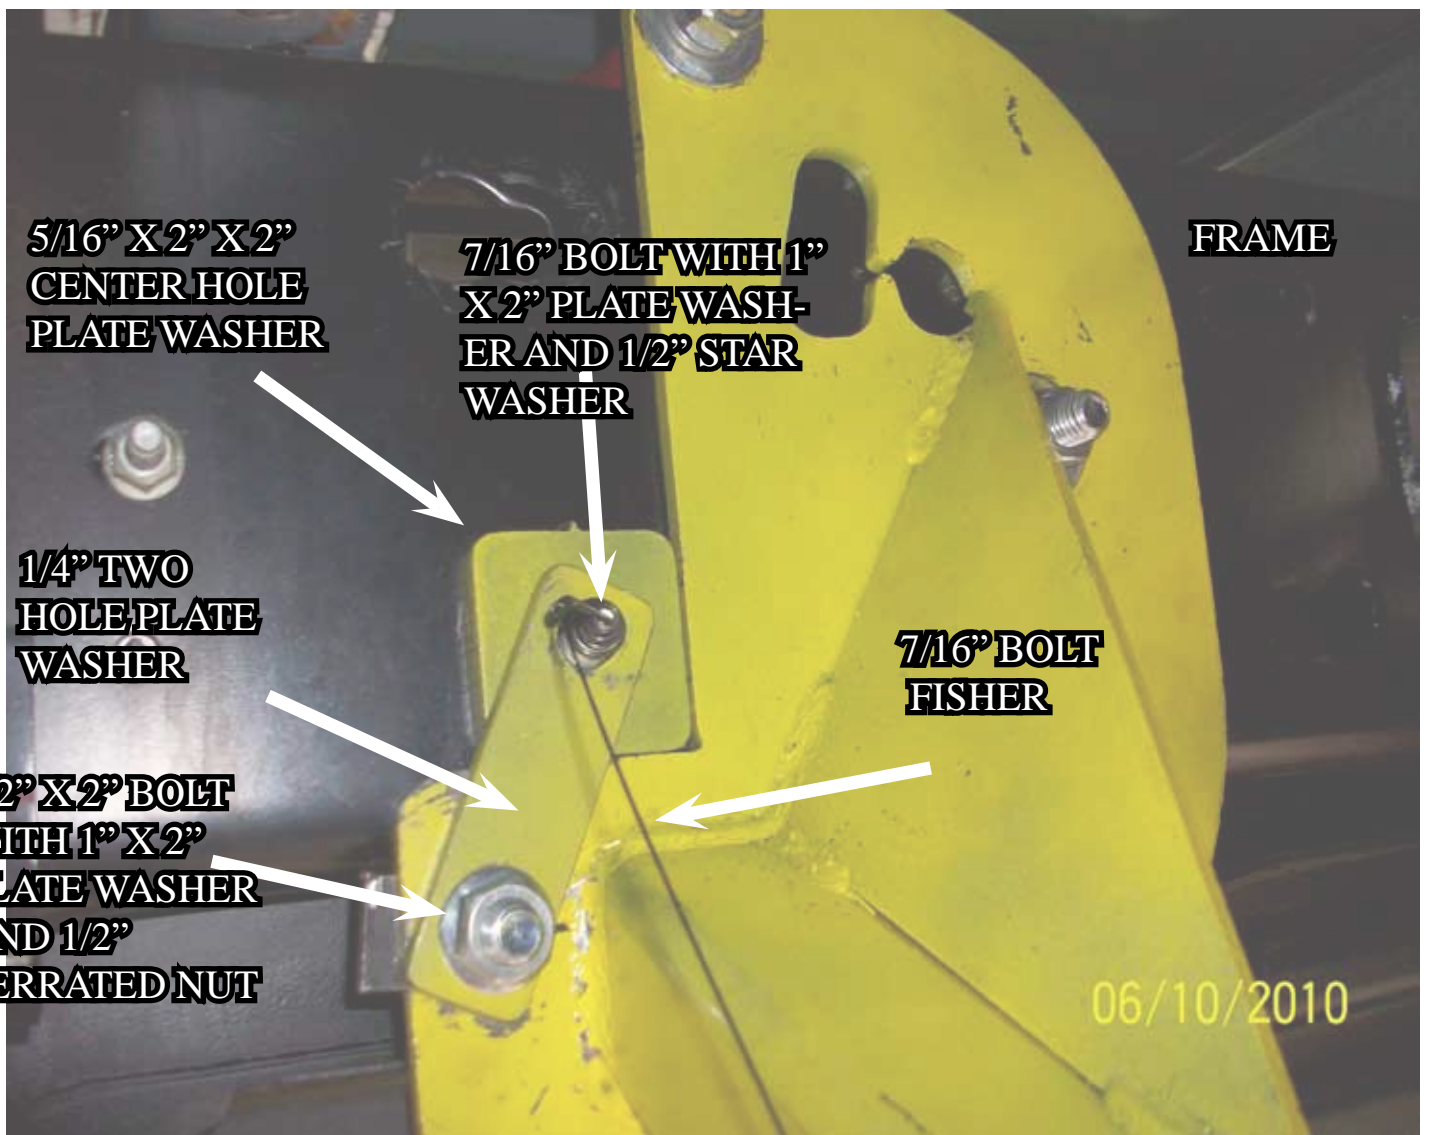 5/16” X 2” X 2”
CENTER HOLE
PLATE WASHER
7/16” BOLT WITH 1”
X 2” PLATE WASH-
ER AND 1/2” STAR
WASHER
FRAME
1/4” TWO
HOLE PLATE
WASHER
7/16” BOLT
FISHER
2” X 2” BOLT
ITH 1” X 2”
LATE WASHER
ND 1/2”
ERRATED NUT
06/10/2010